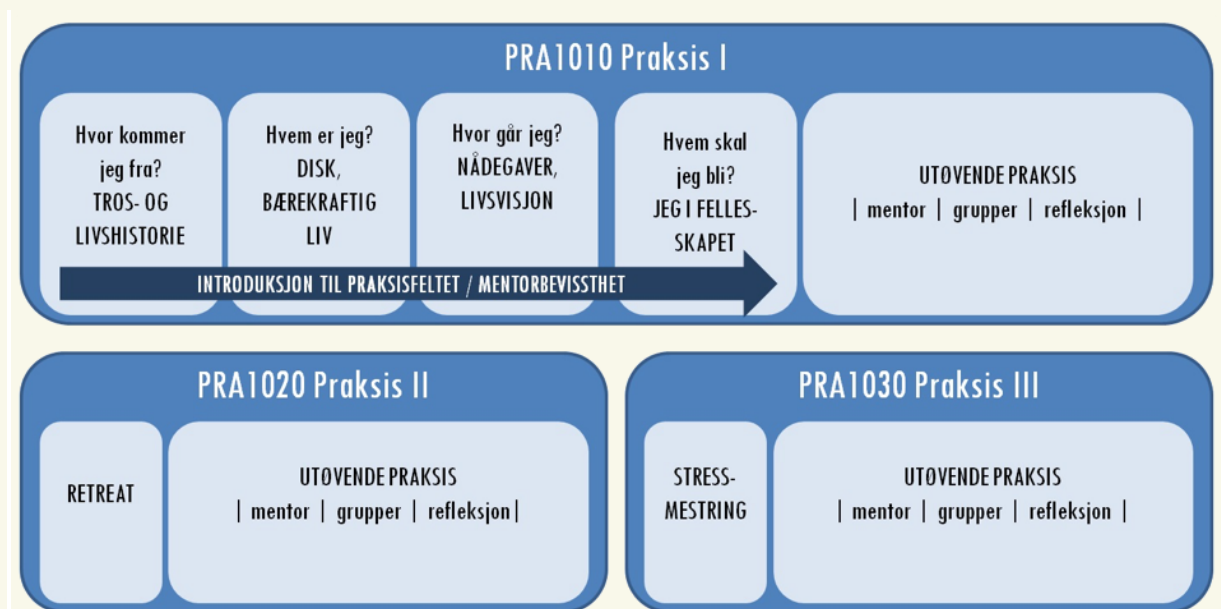 PRA1010 Praksis I
Hvor kommer
jeg fra?
TROS- OG
LIVSHISTORIE
Hvem er jeg?
DISK,
BÆREKRAFTIG
LIV
Hvor går jeg?
NÅDEGAVER,
LIVSVISJON
Hvem skal
jeg bli?
JEG I FELLES-
SKAPET
UTØVENDE PRAKSIS
| mentor | grupper | refleksjon |
INTRODUKSJON TIL PRAKSISFELTET / MENTORBEVISSTHET
PRA1020 Praksis II
RETREAT
UTØVENDE PRAKSIS
| mentor | grupper | refleksjon|
PRA1030 Praksis III
STRESS-
MESTRING
UTØVENDE PRAKSIS
| mentor | grupper | refleksjon |